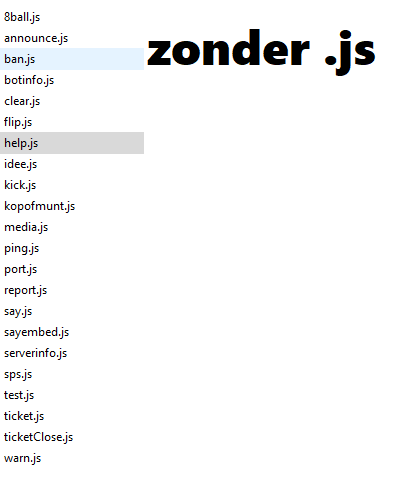 8ball.js
announce.js
zonder .js
ban.js
botinfo.js
clear.js
flip.js
help.js
idee.js
kick.js
kopofmunt.js
media.js
ping.js
port.js
report.js
say.js
sayembed.js
serverinfo.js
sps.js
test.js
ticket.js
ticketClose.js
warn.js